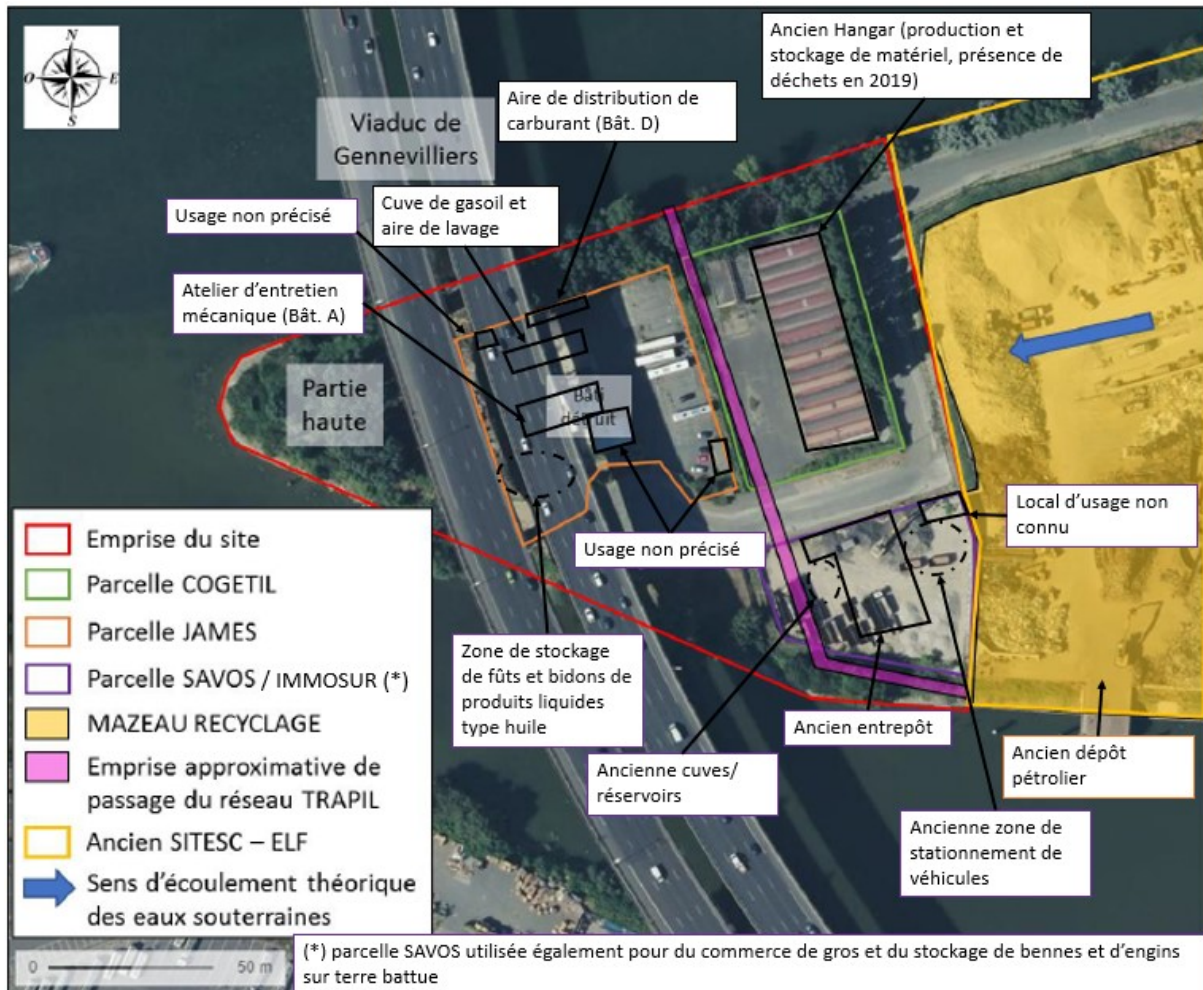 N
O
E
S
Viaduc de
Gennevilliers
Aire de distribution de
carburant (Bât. D)
Ancien Hangar (production et
stockage de matériel, présence de
déchets en 2019)
Usage non précisé
Cuve de gasoil et
aire de lavage
Atelier d'entretien
mécanique (Bât. A)
Partie
haute
Bâti
détruit
Emprise du site
Parcelle COGETIL
Parcelle JAMES
Parcelle SAVOS / IMMOSUR (*)
MAZEAU RECYCLAGE
Emprise approximative de
passage du réseau TRAPIL
Ancien SITESC – ELF
Sens d'écoulement théorique
des eaux souterraines
0 50 m
Usage non précisé
Local d'usage non
connu
Zone de stockage
de fûts et bidons de
produits liquides
type huile
Ancienne cuves/
réservoirs
Ancien entrepôt
Ancien dépôt
pétrolier
Ancienne zone de
stationnement de
véhicules
(*) parcelle SAVOS utilisée également pour du commerce de gros et du stockage de bennes et d'engins
sur terre battue